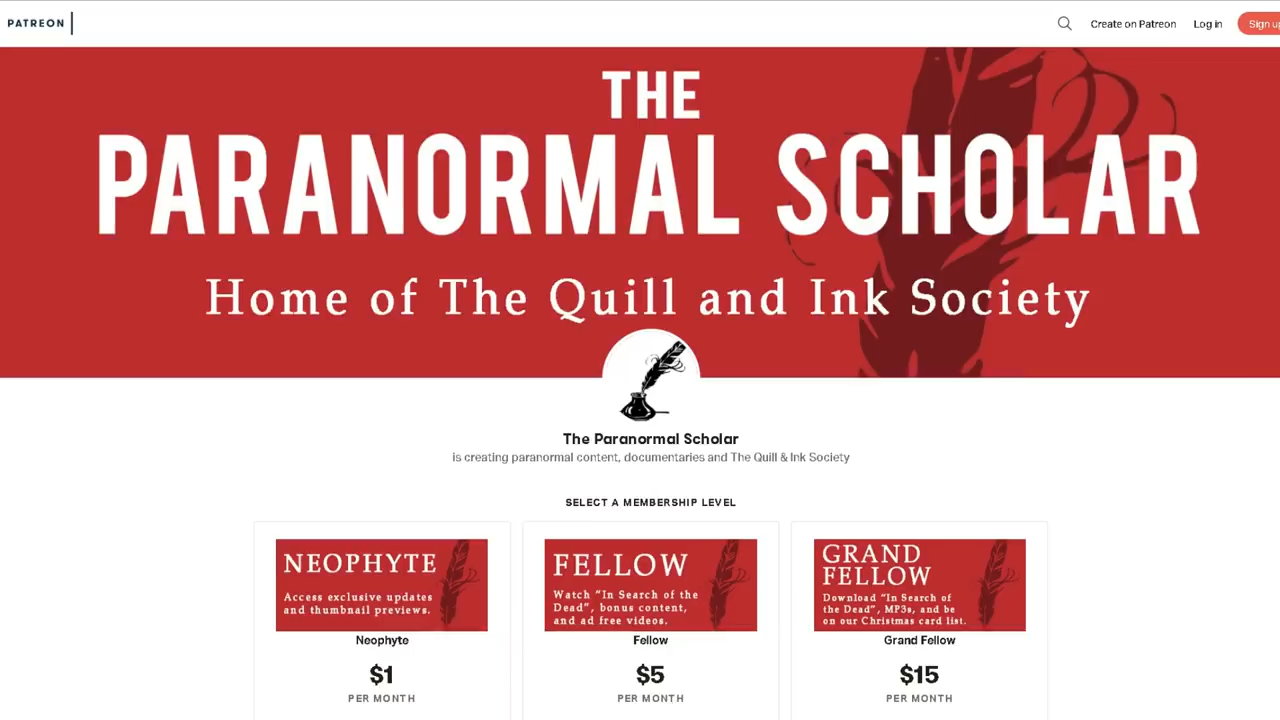 PATREON
Create on Patreon
Log in
Sign
THE
PARANORMAL SCHOLAR
Home of The Quill and Ink Society
The Paranormal Scholar
is creating paranormal content, documentaries and The Quill & Ink Society
SELECT A MEMBERSHIP LEVEL
NEOPHYTE
Access exclusive updates
and thumbnail previews.
Neophyte
$1
PER MONTH
FELLOW
Watch "In Search of the
Dead", bonus content,
and ad free videos.
Fellow
$5
PER MONTH
GRAND
FELLOW
Download "In Search of
the Dead", MP3s, and be
on our Christmas card list.
Grand Fellow
$15
PER MONTH